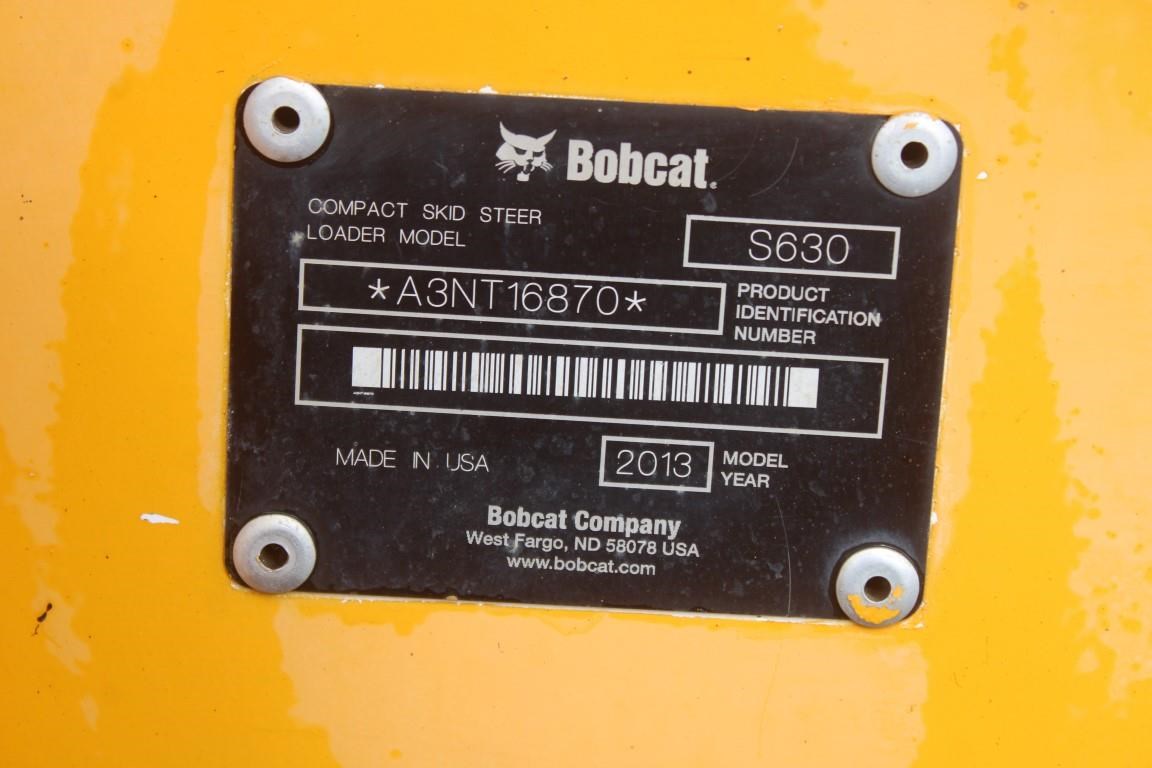 Bobcat®
COMPACT SKID STEER
LOADER MODEL
S630
*A3NT16870*
PRODUCT
IDENTIFICATION
NUMBER
MADE IN USA
2013
MODEL
YEAR
Bobcat Company
West Fargo, ND 58078 USA
www.bobcat.com